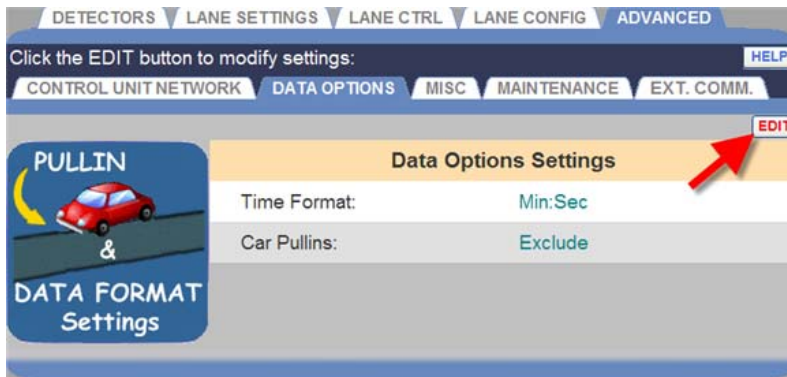 DETECTORS LANE SETTINGS LANE CTRL LANE CONFIG ADVANCED
Click the EDIT button to modify settings: HELP
CONTROL UNIT NETWORK DATA OPTIONS MISC MAINTENANCE EXT. COMM.
EDIT
PULLIN
&
DATA FORMAT
Settings
Data Options Settings
Time Format: Min:Sec
Car Pullins: Exclude